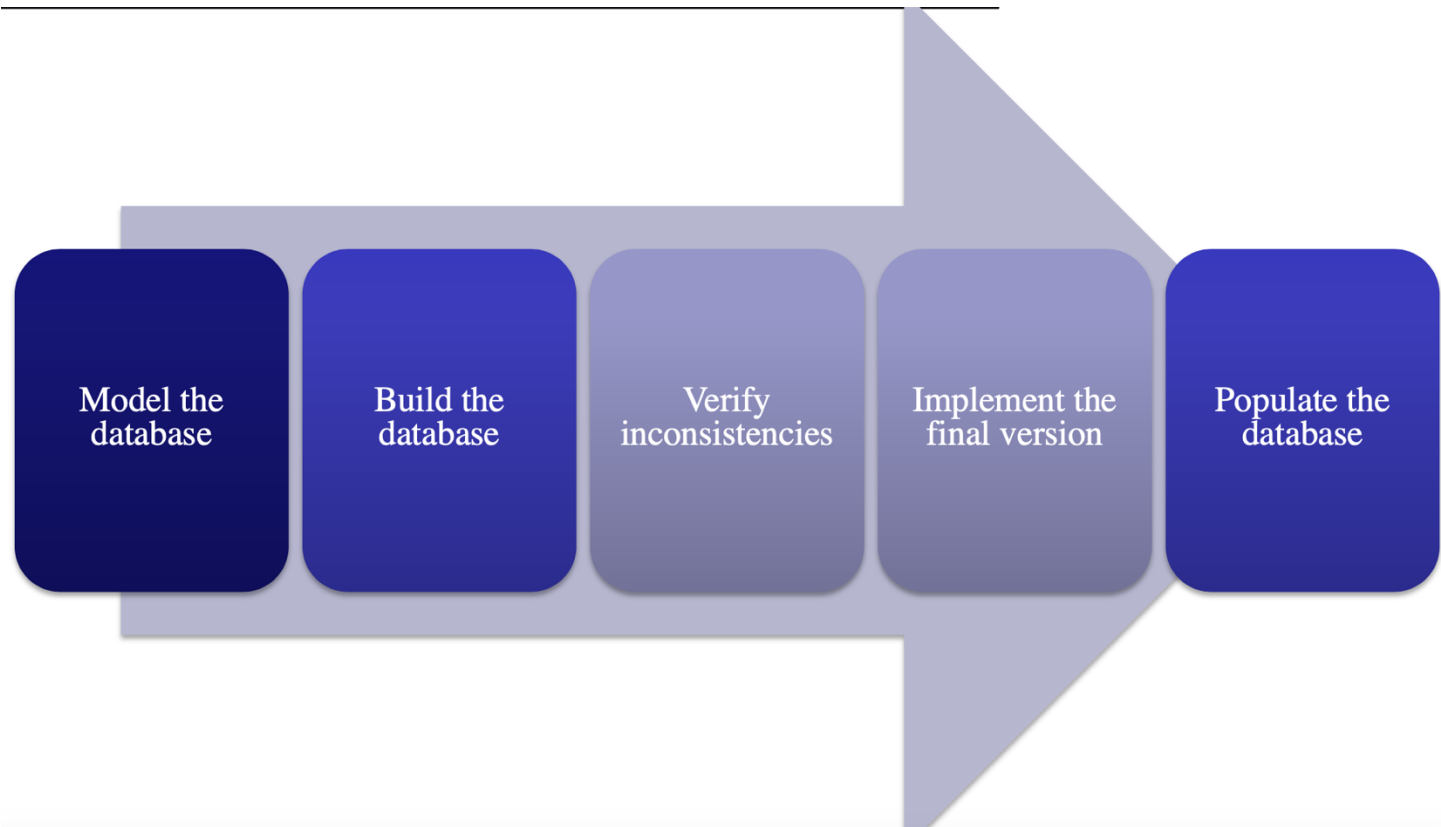 Model the
database
Build the
database
Verify
inconsistencies
Implement the
final version
Populate the
database